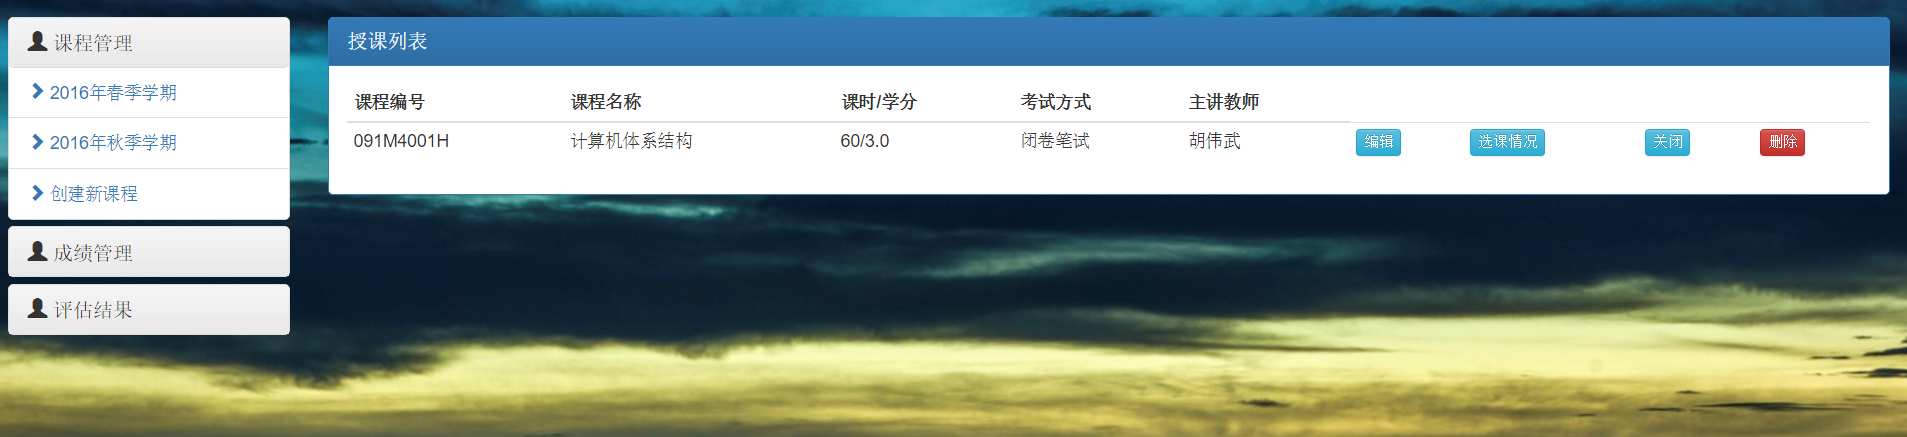 课程管理
2016年春季学期
2016年秋季学期
创建新课程
成绩管理
评估结果
授课列表
课程编号 课程名称 课时/学分 考试方式 主讲教师
091M4001H 计算机体系结构 60/3.0 闭卷笔试 胡伟武 编辑 选课情况 关闭 删除